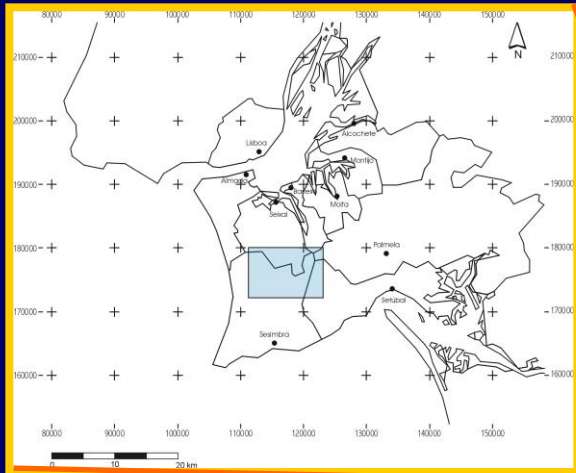 80000 90000 100000 110000 120000 130000 140000 150000
210000 210000
N
200000 200000
Alcochete
Lisboa
Montijo
190000 190000
Almada
Barreiro
Moita
Seixal
180000 180000
Palmela
170000 170000
Setúbal
Sesimbra
160000 160000
80000 90000 100000 110000 120000 130000 140000 150000
0 10 20 km